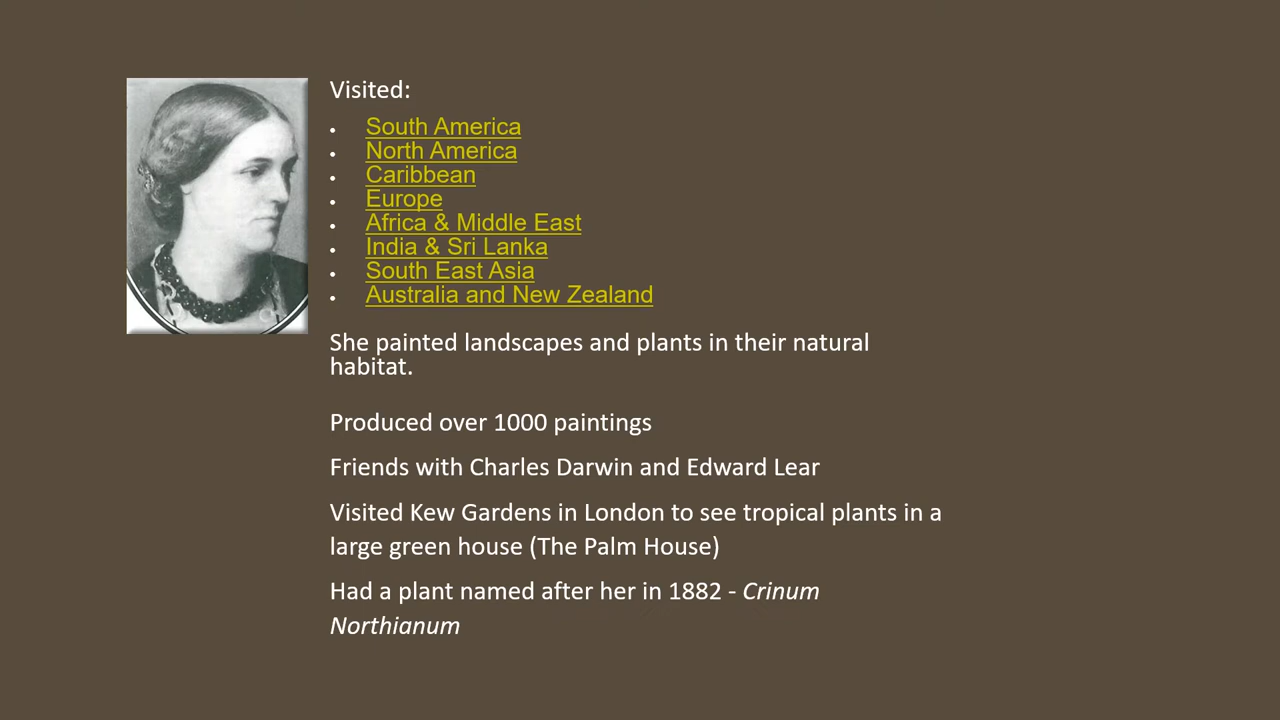 Visited:
• South America
• North America
• Caribbean
• Europe
• Africa & Middle East
• India & Sri Lanka
• South East Asia
• Australia and New Zealand
She painted landscapes and plants in their natural
habitat.
Produced over 1000 paintings
Friends with Charles Darwin and Edward Lear
Visited Kew Gardens in London to see tropical plants in a
large green house (The Palm House)
Had a plant named after her in 1882 - Crinum
Northianum